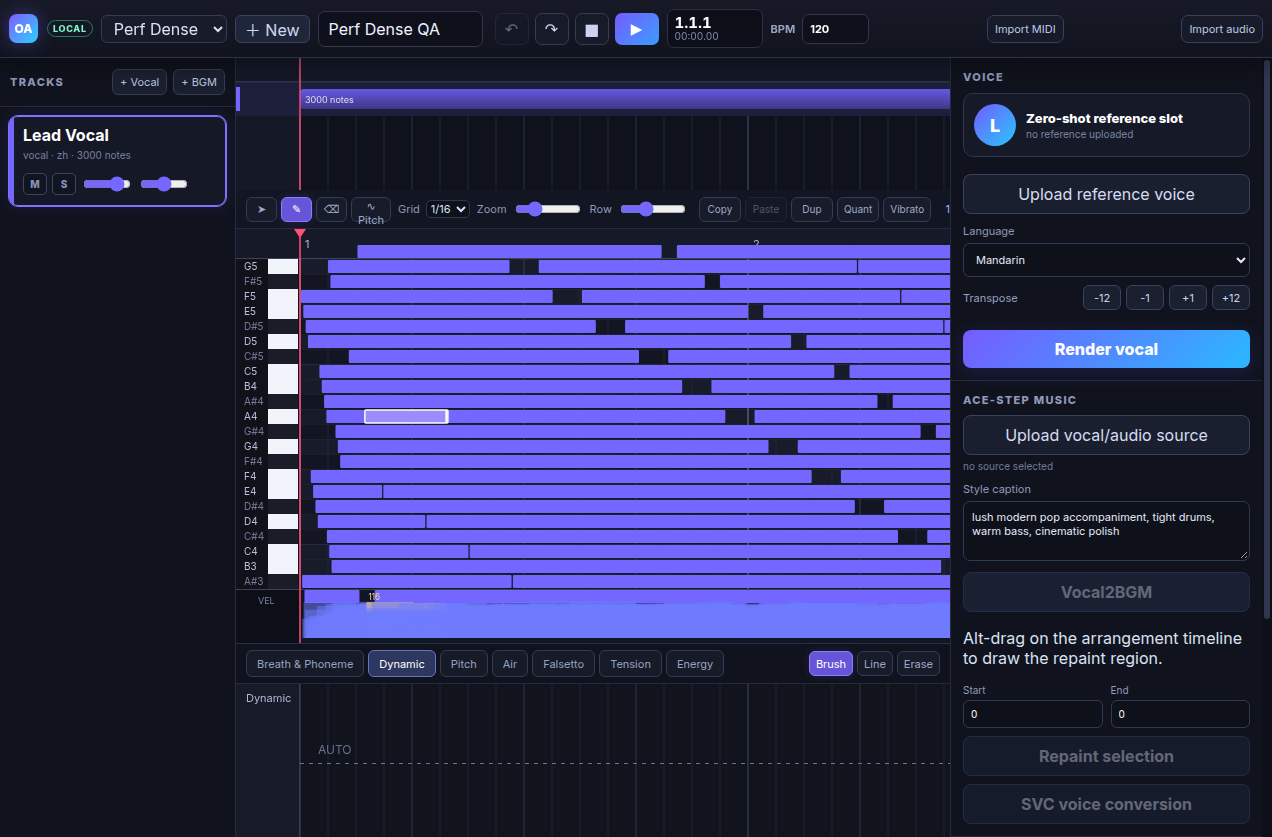 OA LOCAL Perf Dense + New Perf Dense QA 1.1.1 BPM 120 Import MIDI Import audio
00:00.00
TRACKS + Vocal + BGM
Lead Vocal
vocal · zh · 3000 notes
M S
3000 notes
Pitch Grid 1/16 Zoom Row Copy Paste Dup Quant Vibrato 1
1 2
G5
F#5
F5
E5
D#5
D5
C#5
C5
B4
A#4
A4
G#4
G4
F#4
F4
E4
D#4
D4
C#4
C4
B3
A#3
VEL 116
Breath & Phoneme Dynamic Pitch Air Falsetto Tension Energy Brush Line Erase
Dynamic
AUTO
VOICE
L Zero-shot reference slot
no reference uploaded
Upload reference voice
Language
Mandarin
Transpose -12 -1 +1 +12
Render vocal
ACE-STEP MUSIC
Upload vocal/audio source
no source selected
Style caption
lush modern pop accompaniment, tight drums,
warm bass, cinematic polish
Vocal2BGM
Alt-drag on the arrangement timeline
to draw the repaint region.
Start End
0 0
Repaint selection
SVC voice conversion